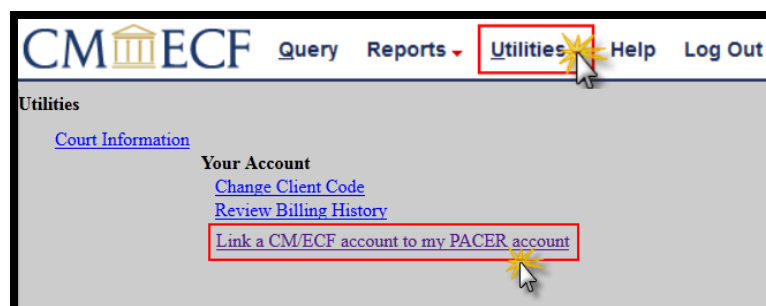 CM ECF Query Reports Utilities Help Log Out
Utilities
Court Information
Your Account
Change Client Code
Review Billing History
Link a CM/ECF account to my PACER account